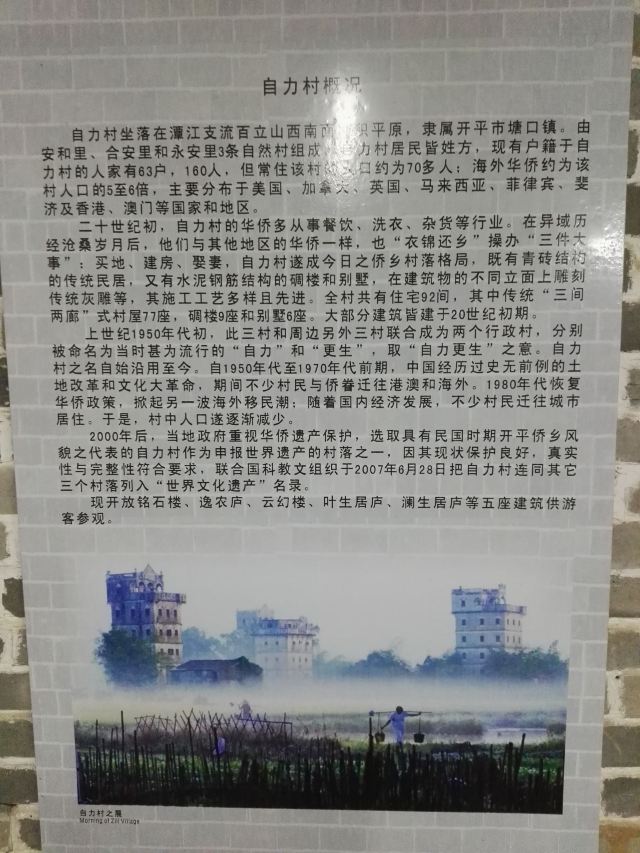 自力村概况
自力村坐落在潭江支流百立山西南面 积平原，隶属开平市塘口镇。由
安和里、合安里和永安里3条自然村组成， 自力村居民皆姓方，现有户籍于自
力村的人家有63户，160人，但常住该村的人口约为70多人；海外华侨约为该
村人口的5至6倍，主要分布于美国、加拿大、英国、马来西亚、菲律宾、斐
济及香港、澳门等国家和地区。
二十世纪初，自力村的华侨多从事餐饮、洗衣、杂货等行业。在异域历
经沧桑岁月后，他们与其他地区的华侨一样，也“衣锦还乡”操办“三件大
事”：买地、建房、娶妻，自力村遂成今日之侨乡村落格局，既有青砖结构
的传统民居，又有水泥钢筋结构的碉楼和别墅，在建筑物的不同立面上雕刻
传统灰雕等，其施工工艺多样且先进。全村共有住宅92间，其中传统“三间
两廊”式村屋77座，碉楼9座和别墅6座。大部分建筑皆建于20世纪初期。
上世纪1950年代初，此三村和周边另外三村联合成为两个行政村，分别
被命名为当时甚为流行的“自力”和“更生”，取“自力更生”之意。自力
村之名自始沿用至今。自1950年代至1970年代前期，中国经历过史无前例的土
地改革和文化大革命，期间不少村民与侨眷迁往港澳和海外。1980年代恢复
华侨政策，掀起另一波海外移民潮；随着国内经济发展，不少村民迁往城市
居住。于是，村中人口遂逐渐减少。
2000年后，当地政府重视华侨遗产保护，选取具有民国时期开平侨乡风
貌之代表的自力村作为申报世界遗产的村落之一，因其现状保护良好，真实
性与完整性符合要求，联合国科教文组织于2007年6月28日把自力村连同其它
三个村落列入“世界文化遗产”名录。
现开放铭石楼、逸农庐、云幻楼、叶生居庐、澜生居庐等五座建筑供游
客参观。
自力村之晨
Morning of Zili Village